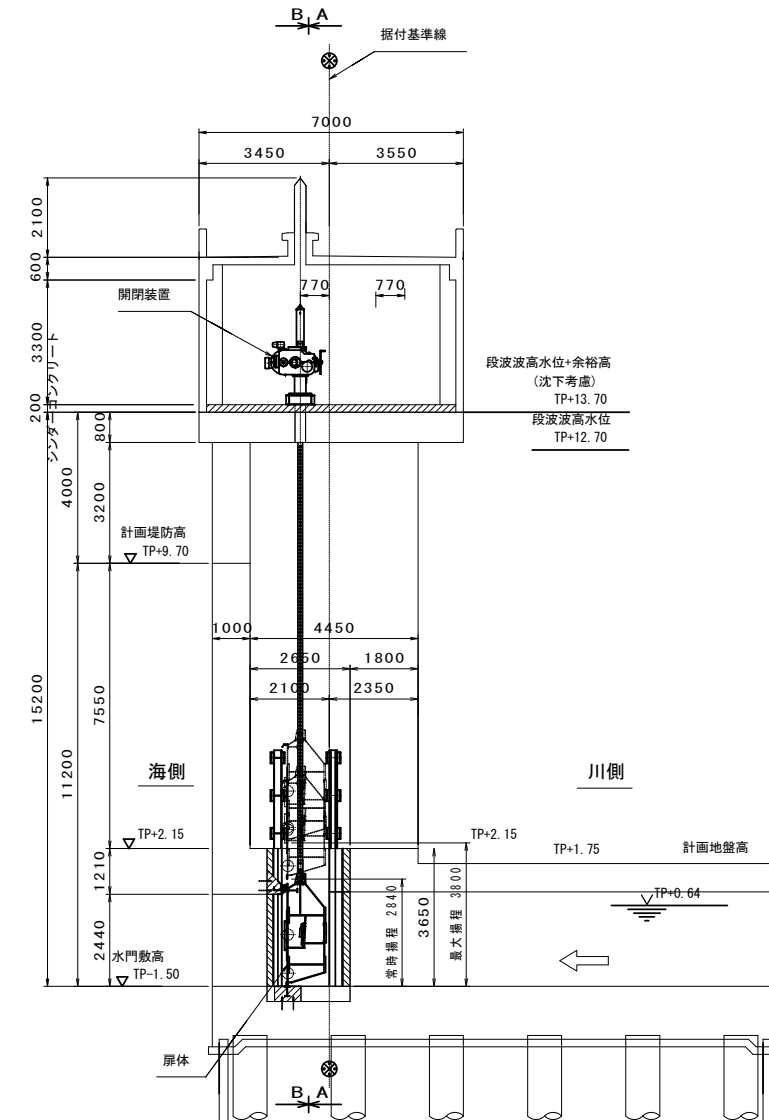 B A
据付基準線
7000
3450
3550
2100
600
770
770
開閉装置
3300
シンダーコンクリート
200
段波波高水位+余裕高
(沈下考慮)
TP+13.70
段波波高水位
TP+12.70
800
4000
3200
計画堤防高
TP+9.70
1000
4450
2650
1800
2100
2350
15200
7550
11200
海側
川側
TP+2.15
TP+2.15
TP+1.75
計画地盤高
1210
TP+0.64
常時揚程 2840
3650
最大揚程 3800
2440
水門敷高
TP-1.50
扉体
B A